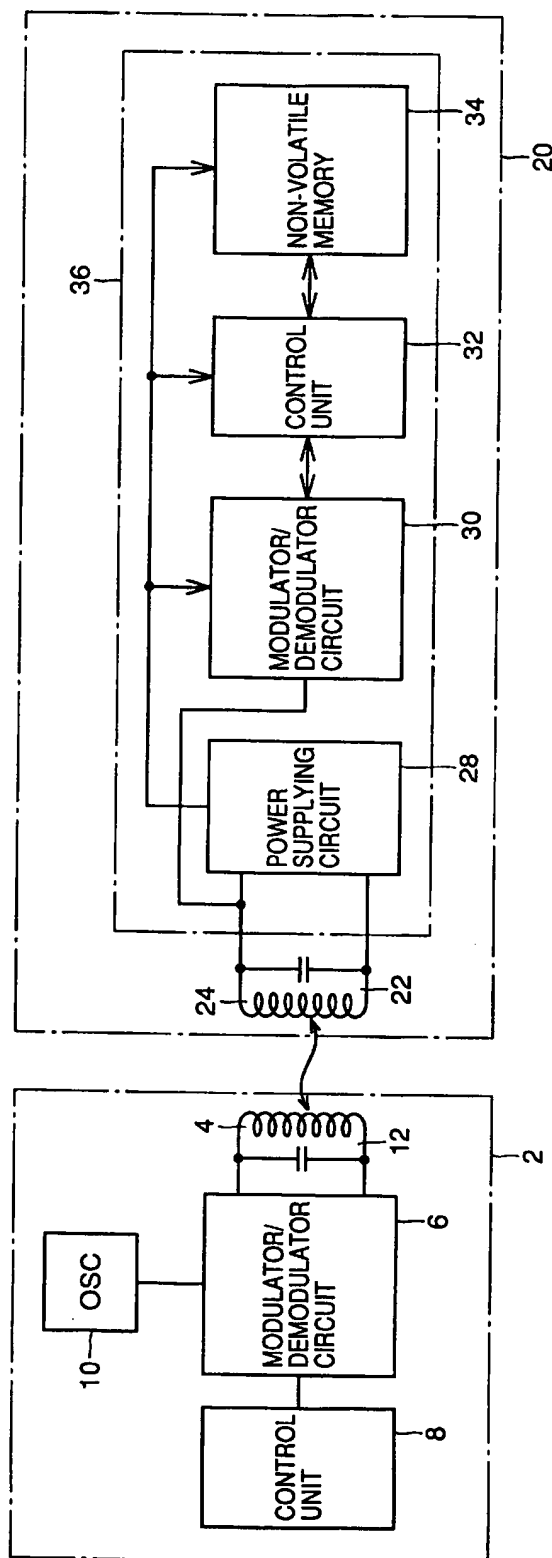 OSC
10
MODULATOR/
DEMODULATOR
CIRCUIT
6
CONTROL
UNIT
8
4
12
2
24
22
POWER
SUPPLYING
CIRCUIT
28
MODULATOR/
DEMODULATOR
CIRCUIT
30
CONTROL
UNIT
32
NON-VOLATILE
MEMORY
34
36
20